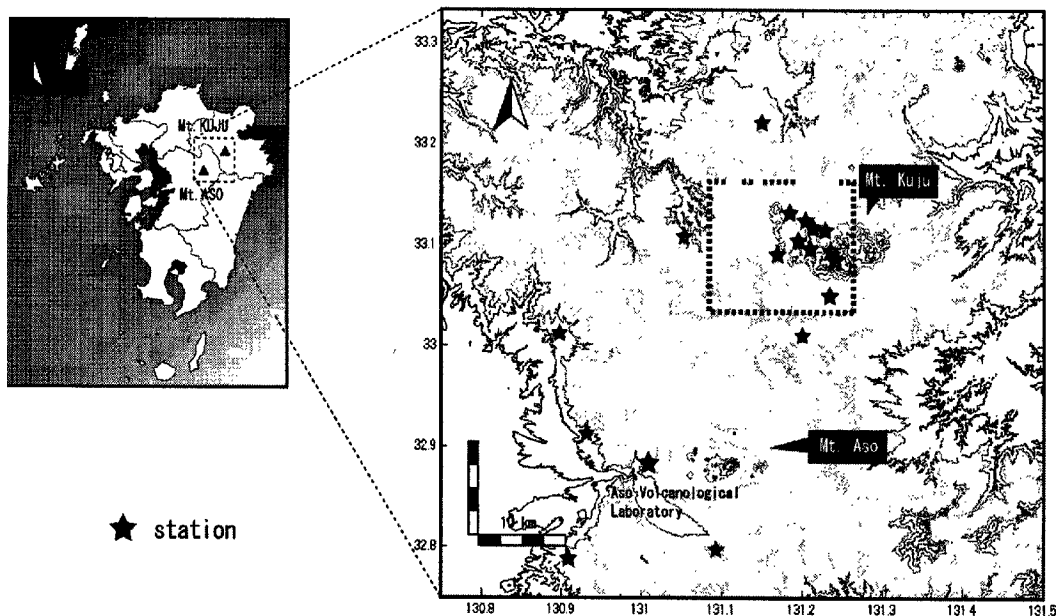 Mt. KUJU
Mt. ASO
station
33.3
33.2
33.1
33
32.9
32.8
Mt. Kuju
Mt. Aso
Aso Volcanological
Laboratory
10 km
130.8
130.9
131
131.1
131.2
131.3
131.4
131.5